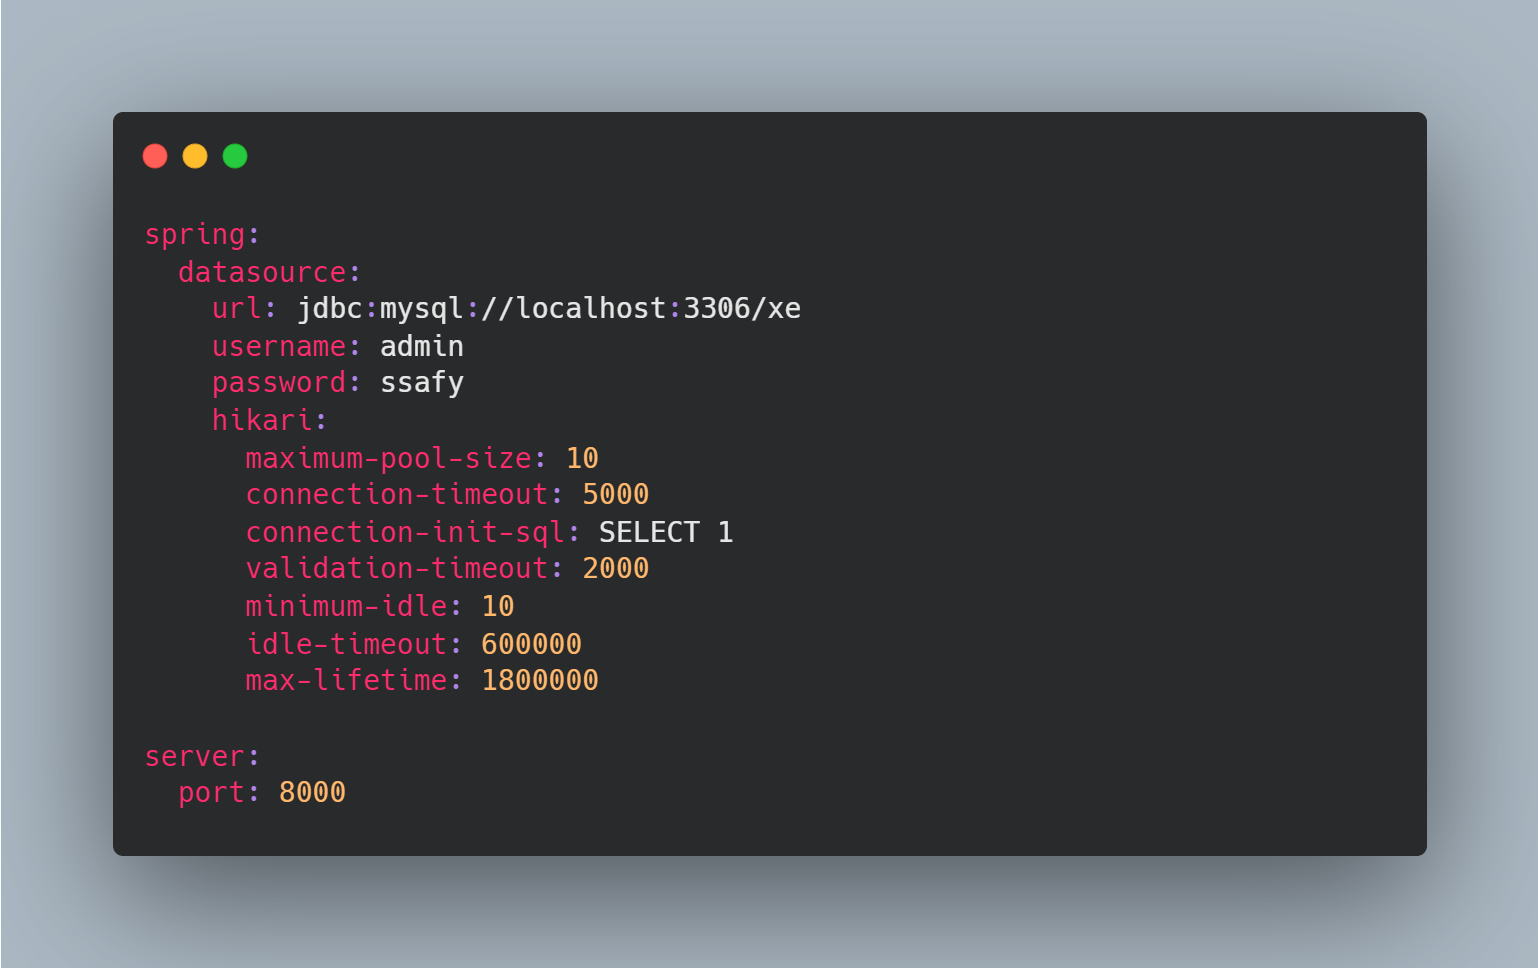 spring:
  datasource:
    url: jdbc:mysql://localhost:3306/xe
    username: admin
    password: ssafy
    hikari:
      maximum-pool-size: 10
      connection-timeout: 5000
      connection-init-sql: SELECT 1
      validation-timeout: 2000
      minimum-idle: 10
      idle-timeout: 600000
      max-lifetime: 1800000

server:
  port: 8000